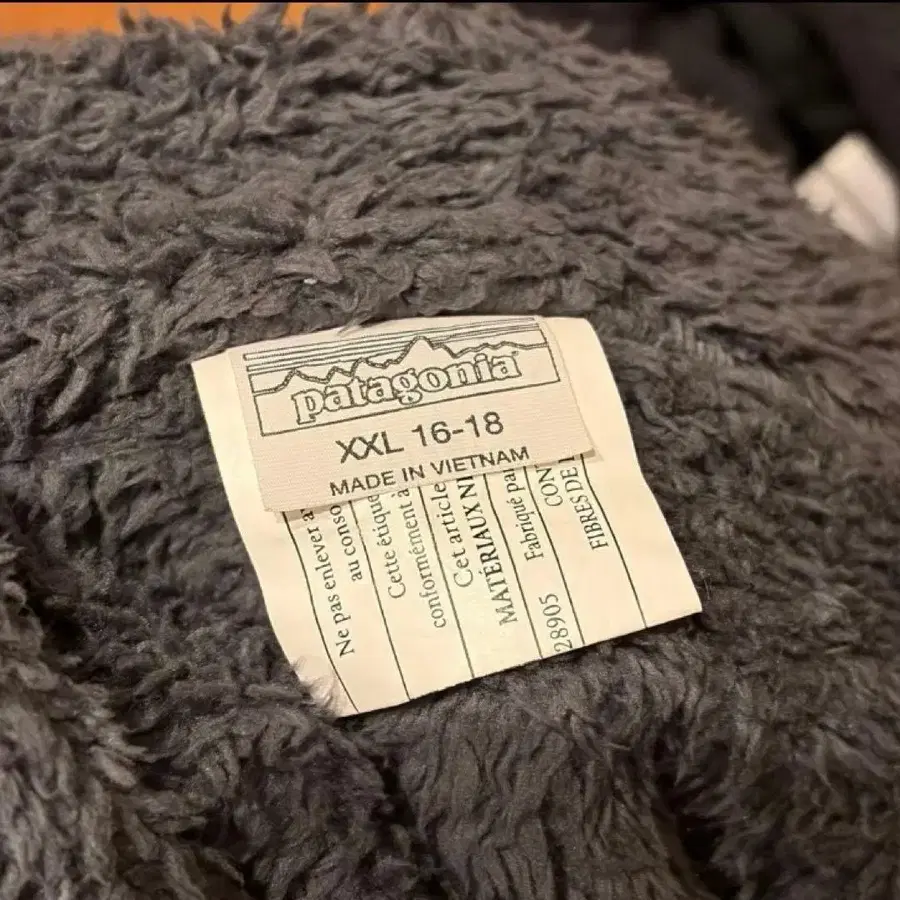 patagonia
XXL 16-18
MADE IN VIETNAM
Ne pas enlever
au conso
Cette étique
conformément à
Cet article
MATÉRIAUX
Fabriqué pa
28905 CON
FIBRES DE